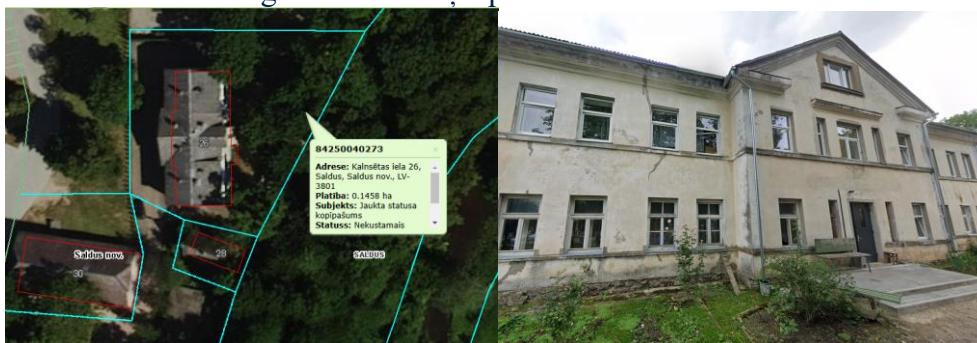 84250040273
Adrese: Kalnsētas iela 26,
Saldus, Saldus nov., LV-
3801
Platība: 0.1458 ha
Subjekts: Jaukta statusa
kopīpašums
Statuss: Nekustamais
26
28
Saldus nov.
30
SALDUS